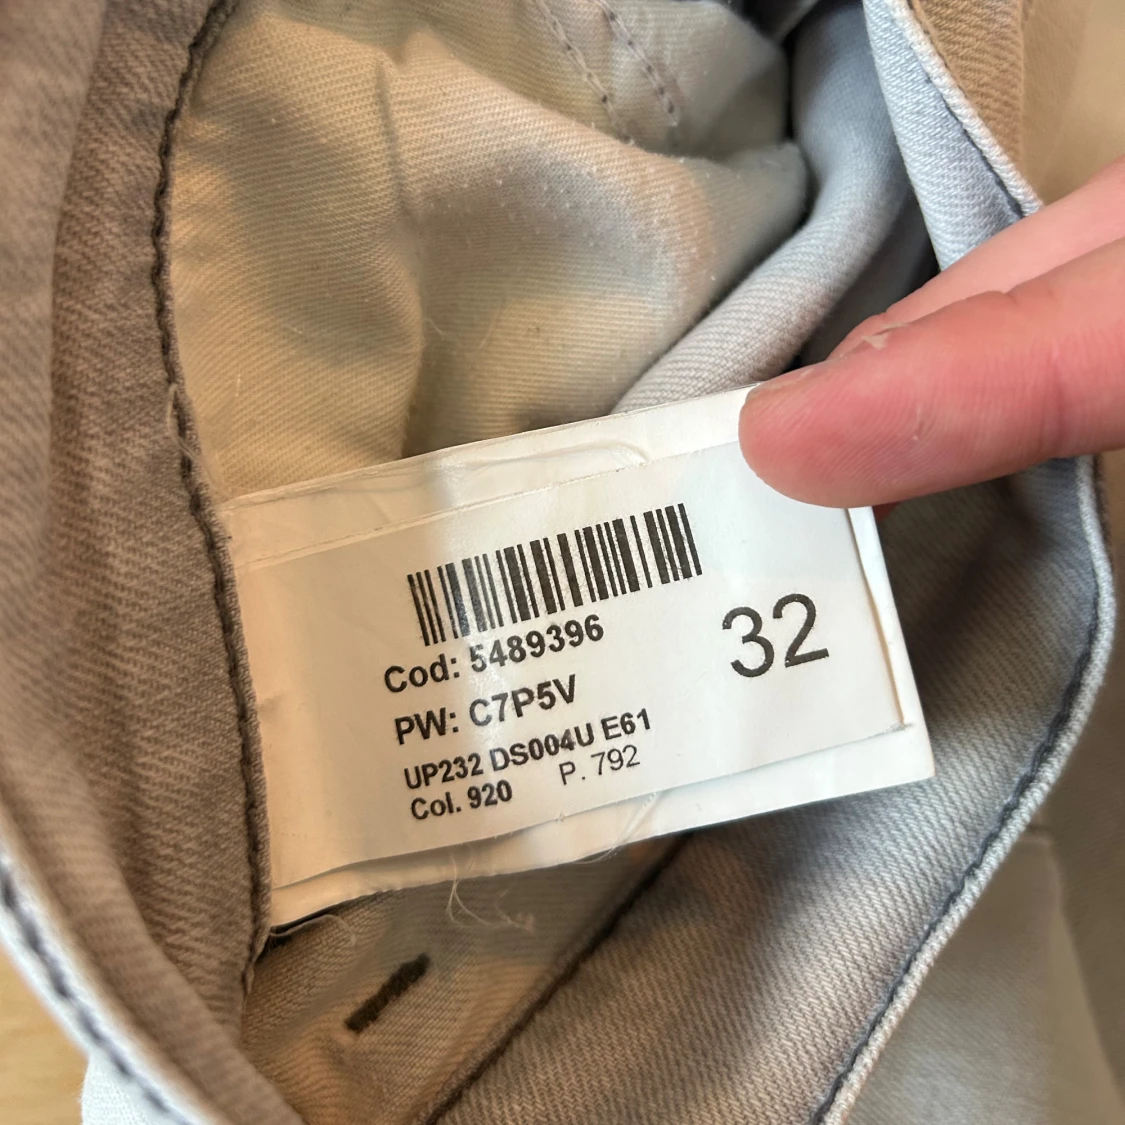 Cod: 5489396
32
PW: C7P5V
UP232 DS004U E61
Col. 920 P. 792